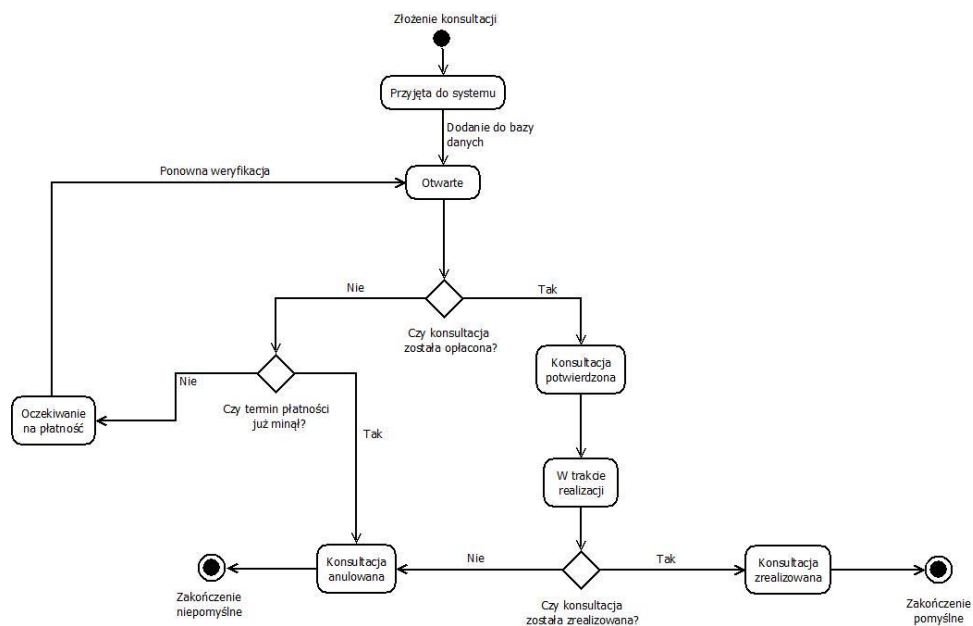 Złożenie konsultacji
Przyjęta do systemu
Dodanie do bazy
danych
Ponowna weryfikacja
Otwarte
Nie
Tak
Czy konsultacja
została opłacona?
Konsultacja
potwierdzona
Nie
Czy termin płatności
już minął?
Oczekiwanie
na płatność
Tak
W trakcie
realizacji
Konsultacja
anulowana
Nie
Tak
Konsultacja
zrealizowana
Zakończenie
niepomyślne
Czy konsultacja
została zrealizowana?
Zakończenie
pomyślne